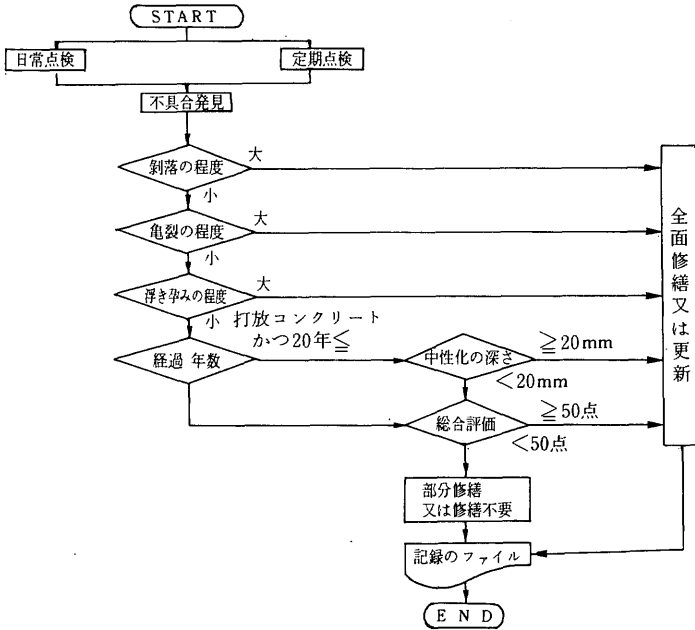 START
日常点検
定期点検
不具合発見
剝落の程度
大
小
亀裂の程度
大
小
浮き孕みの程度
大
小
打放コンクリート
かつ20年≦
経過 年数
中性化の深さ
≧20mm
<20mm
総合評価
≧50点
<50点
全面修繕又は更新
部分修繕
又は修繕不要
記録のファイル
END